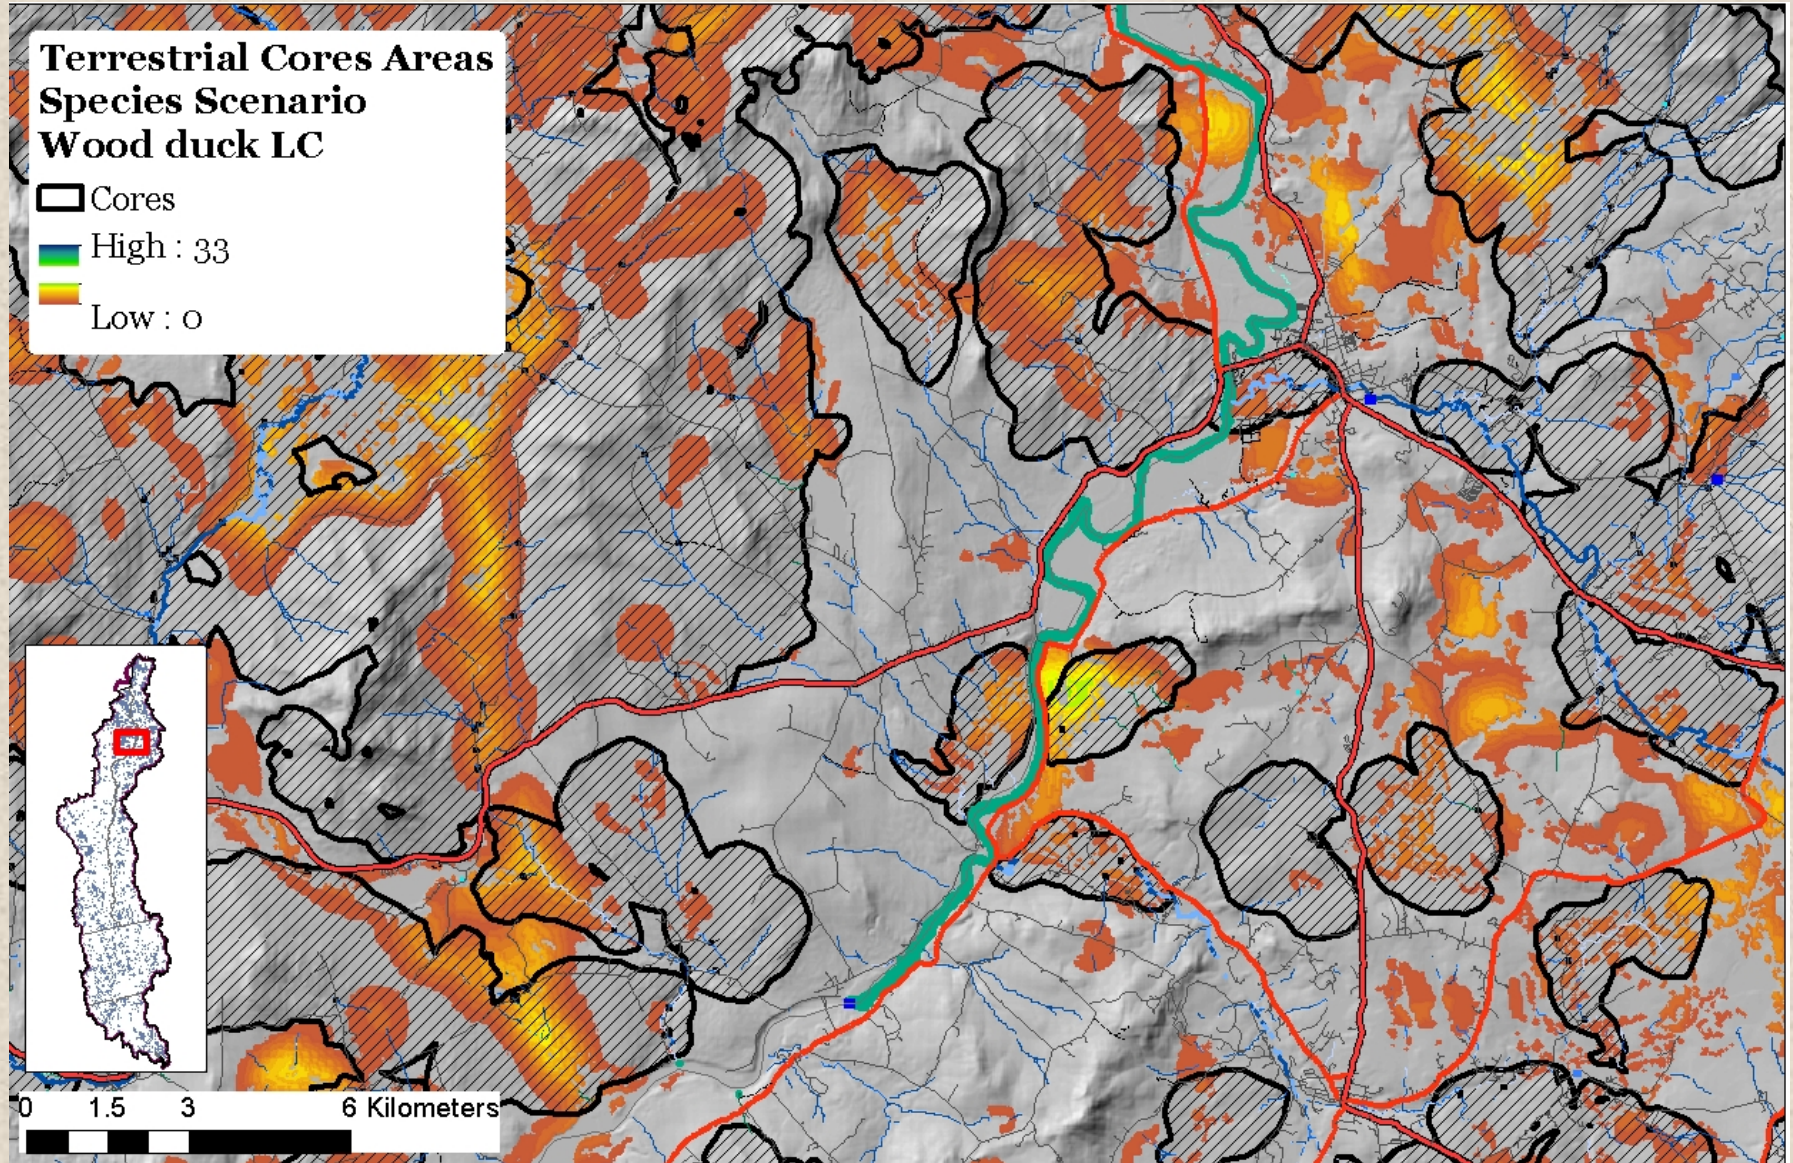 Terrestrial Cores Areas
Species Scenario
Wood duck LC
Cores
High : 33
Low : 0
0 1.5 3 6 Kilometers